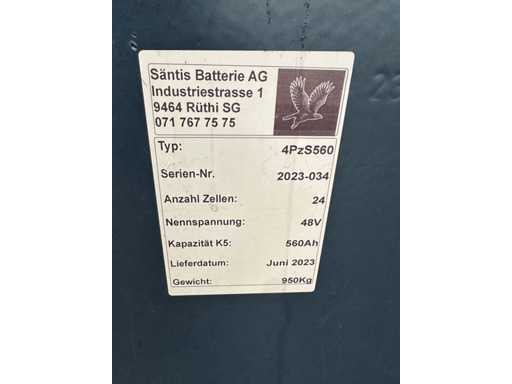 Säntis Batterie AG
Industriestrasse 1
9464 Rüthi SG
071 767 75 75
Typ: 4PzS560
Serien-Nr. 2023-034
Anzahl Zellen: 24
Nennspannung: 48V
Kapazität K5: 560Ah
Lieferdatum: Juni 2023
Gewicht: 950Kg